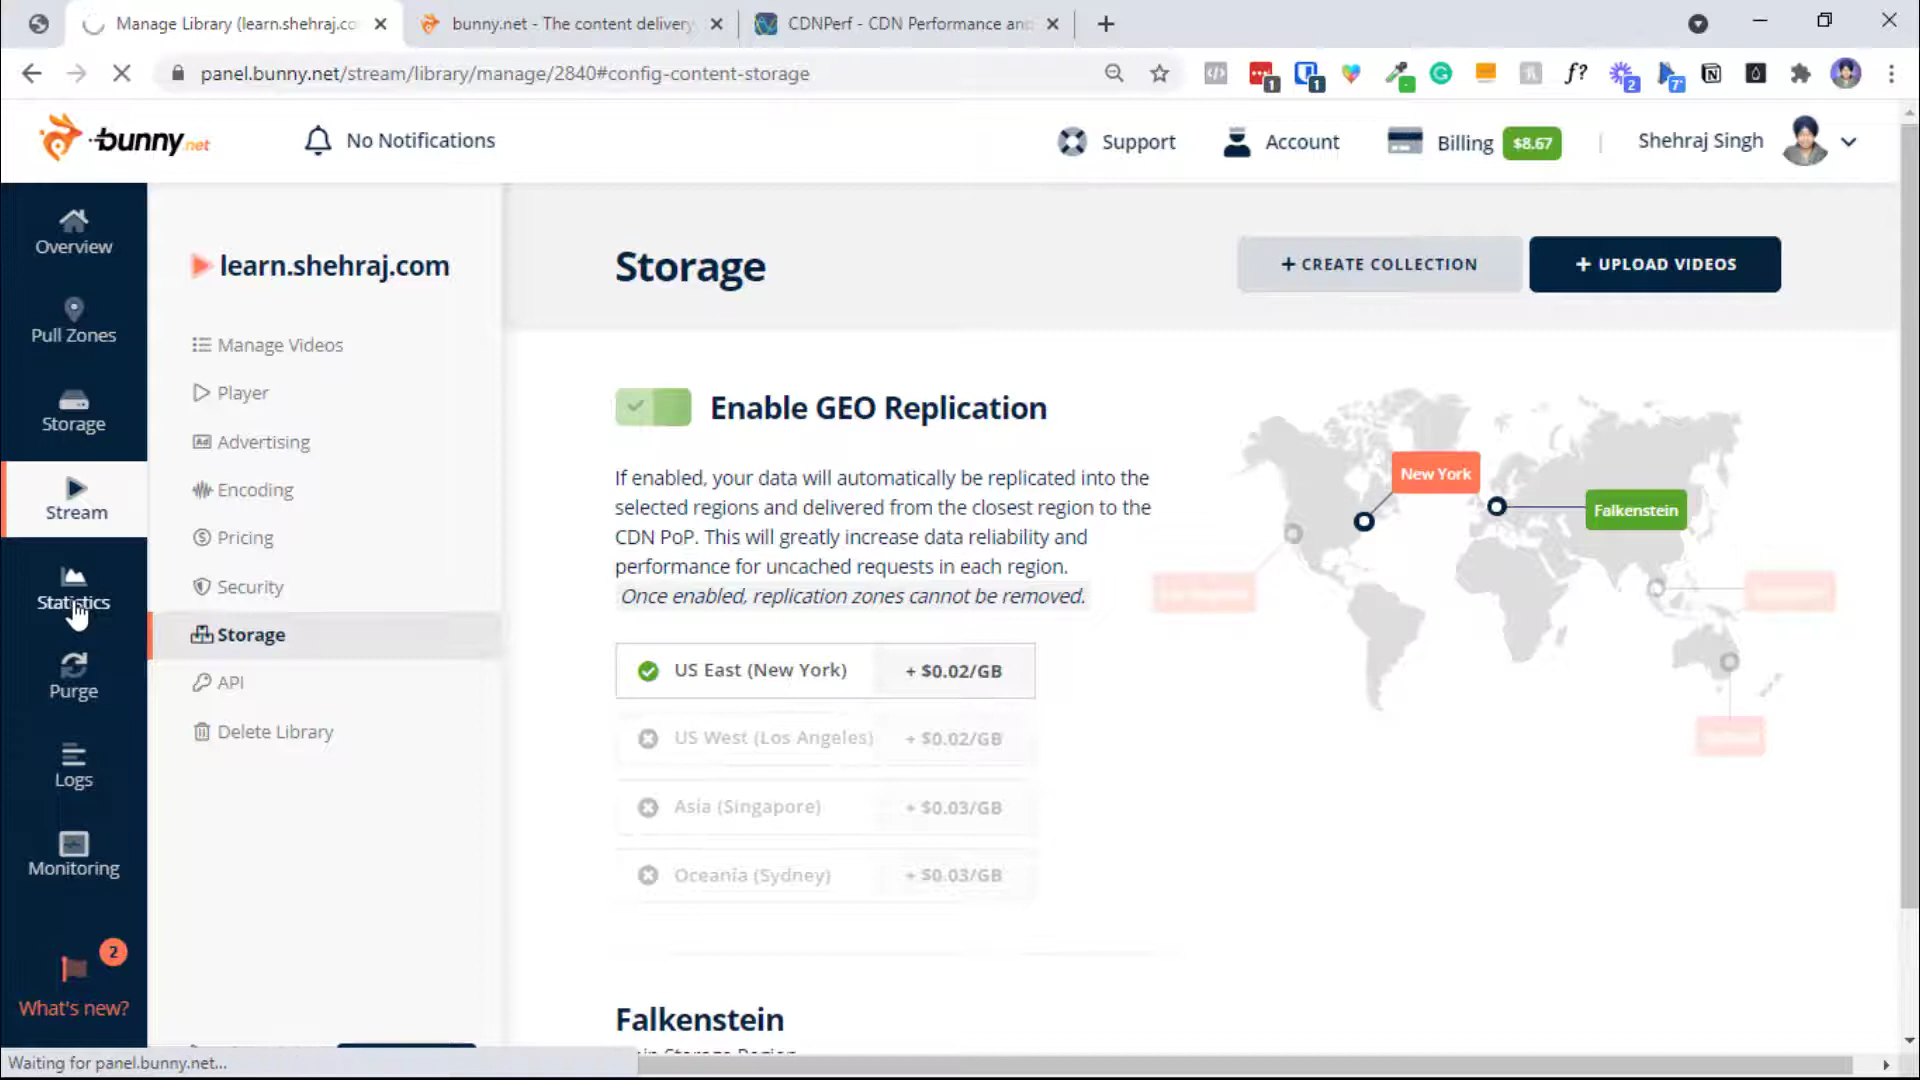 Manage Library (learn.shehraj.co
bunny.net - The content delivery
CDNPerf - CDN Performance and
panel.bunny.net/stream/library/manage/2840#config-content-storage
1
1
f?
2
7
bunny.net
No Notifications
Support
Account
Billing
$8.67
Shehraj Singh
Overview
Pull Zones
Storage
Stream
Statistics
Purge
Logs
Monitoring
2
What's new?
learn.shehraj.com
Manage Videos
Player
Ad Advertising
Encoding
Pricing
Security
Storage
API
Delete Library
Storage
+ CREATE COLLECTION
+ UPLOAD VIDEOS
Enable GEO Replication
If enabled, your data will automatically be replicated into the
selected regions and delivered from the closest region to the
CDN PoP. This will greatly increase data reliability and
performance for uncached requests in each region.
Once enabled, replication zones cannot be removed.
US East (New York) + $0.02/GB
US West (Los Angeles) + $0.02/GB
Asia (Singapore) + $0.03/GB
Oceania (Sydney) + $0.03/GB
New York
Falkenstein
Falkenstein
Storage Region
Waiting for panel.bunny.net...